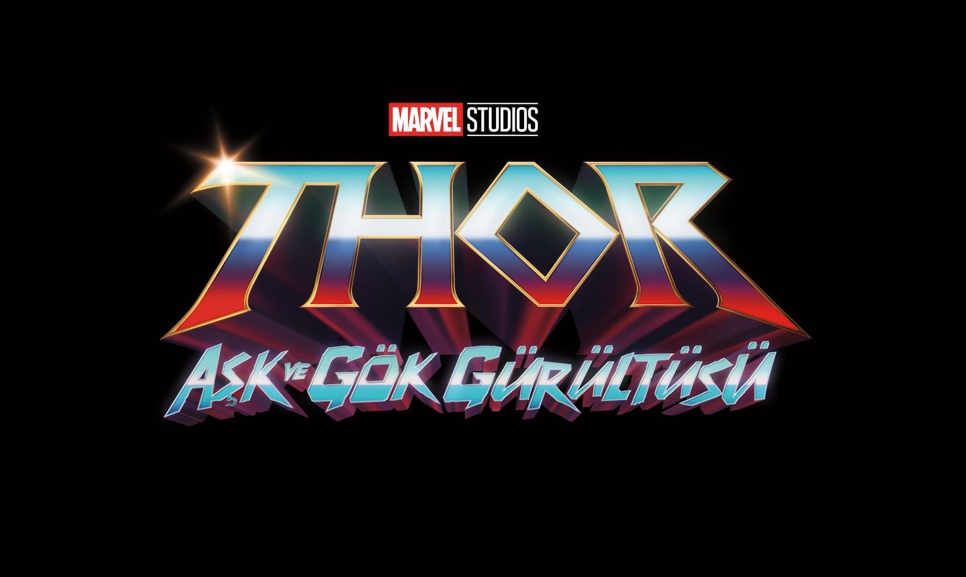 MARVEL STUDIOS
THOR
AŞK VE GÖK GÜRÜLTÜSÜ